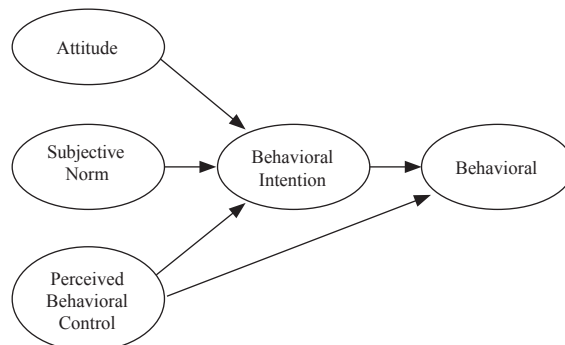 Attitude
Subjective
Norm
Behavioral
Intention
Behavioral
Perceived
Behavioral
Control